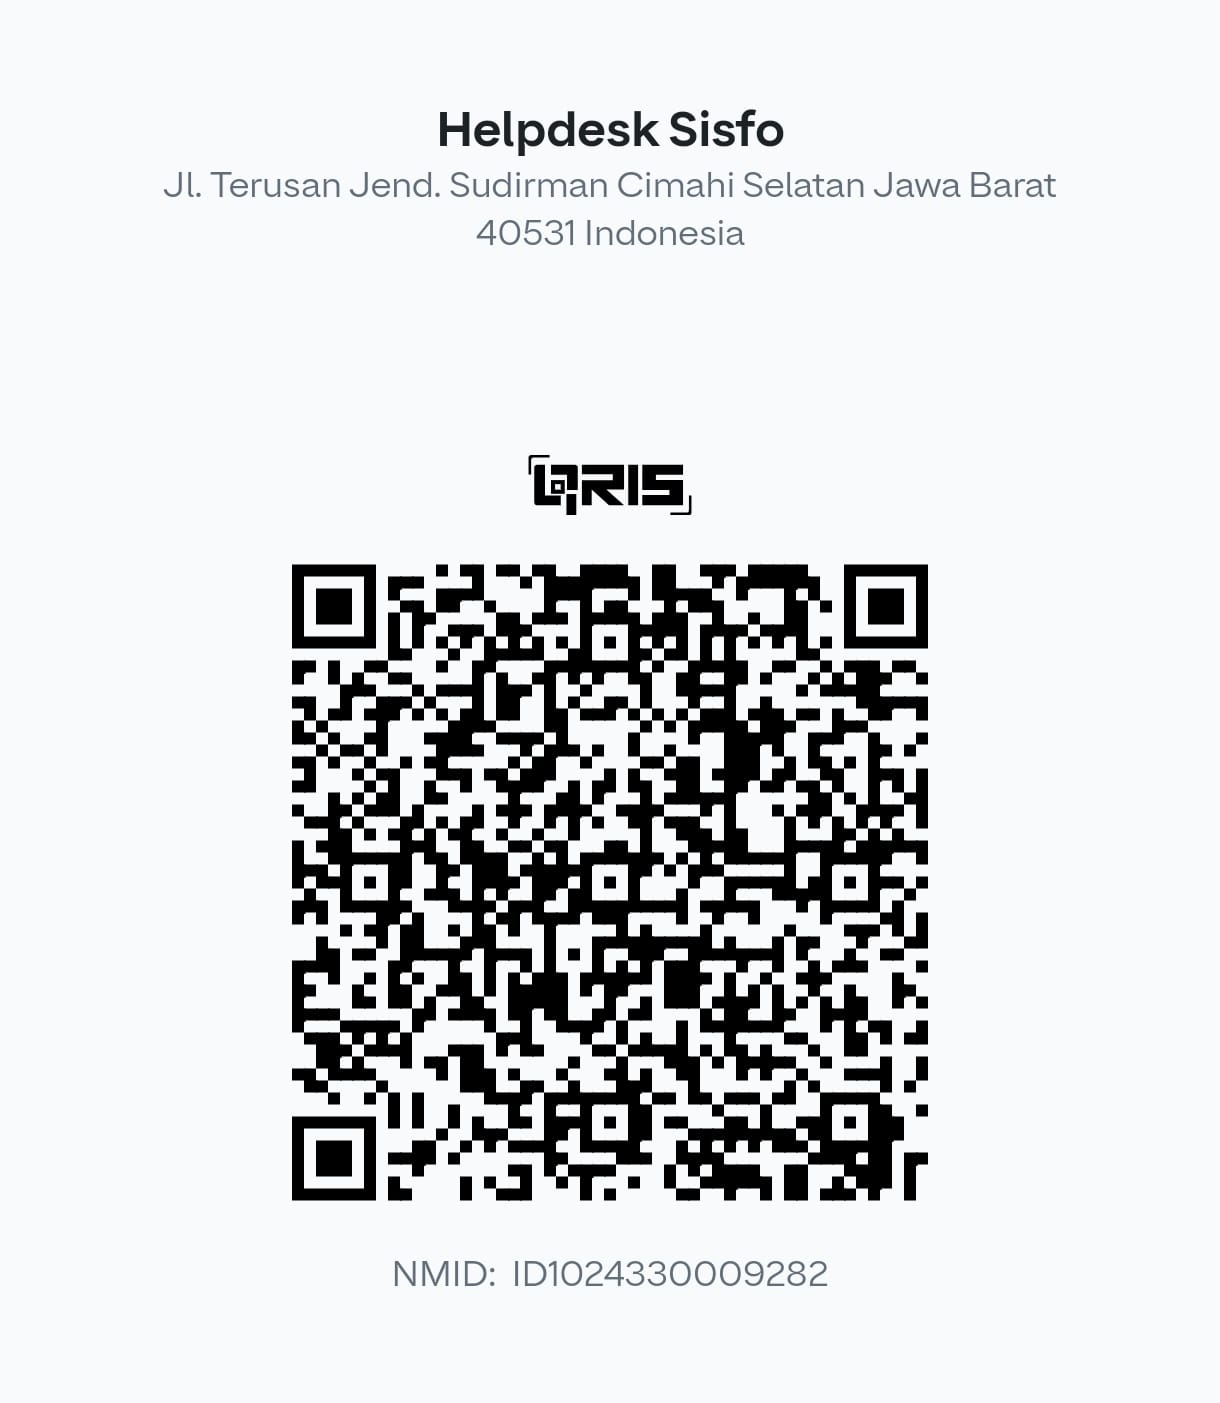 Helpdesk Sisfo
Jl. Terusan Jend. Sudirman Cimahi Selatan Jawa Barat
40531 Indonesia
QRIS
NMID: ID1024330009282